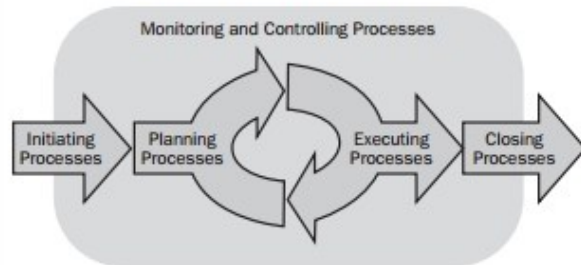 Monitoring and Controlling Processes
Initiating
Processes
Planning
Processes
Executing
Processes
Closing
Processes